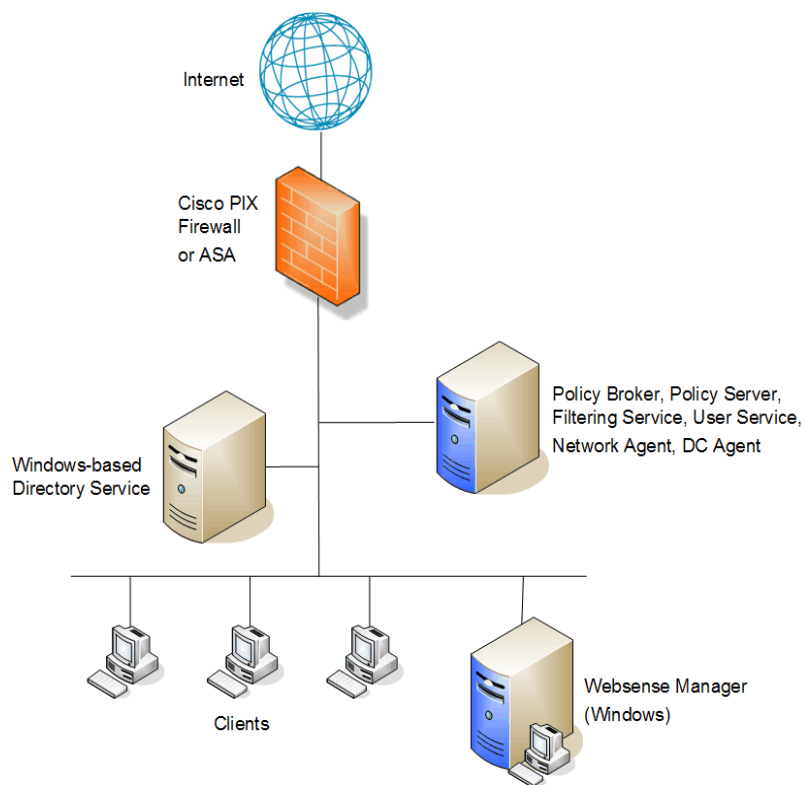 Internet
Cisco PIX
Firewall
or ASA
Policy Broker, Policy Server,
Filtering Service, User Service,
Network Agent, DC Agent
Windows-based
Directory Service
Clients
Websense Manager
(Windows)